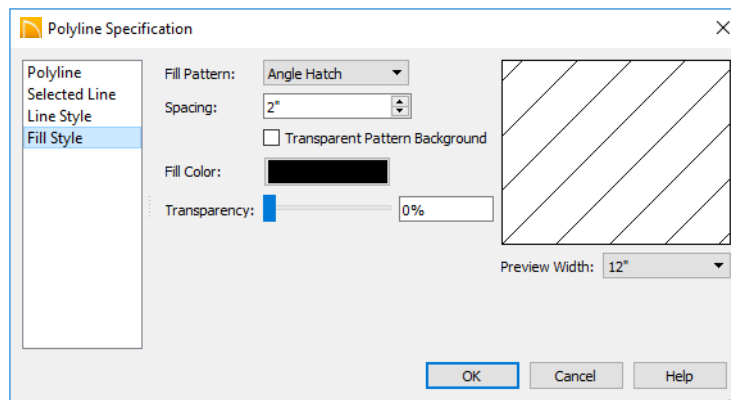 Polyline Specification
Polyline
Selected Line
Line Style
Fill Style
Fill Pattern: Angle Hatch
Spacing: 2"
Transparent Pattern Background
Fill Color:
Transparency: 0%
Preview Width: 12"
OK Cancel Help